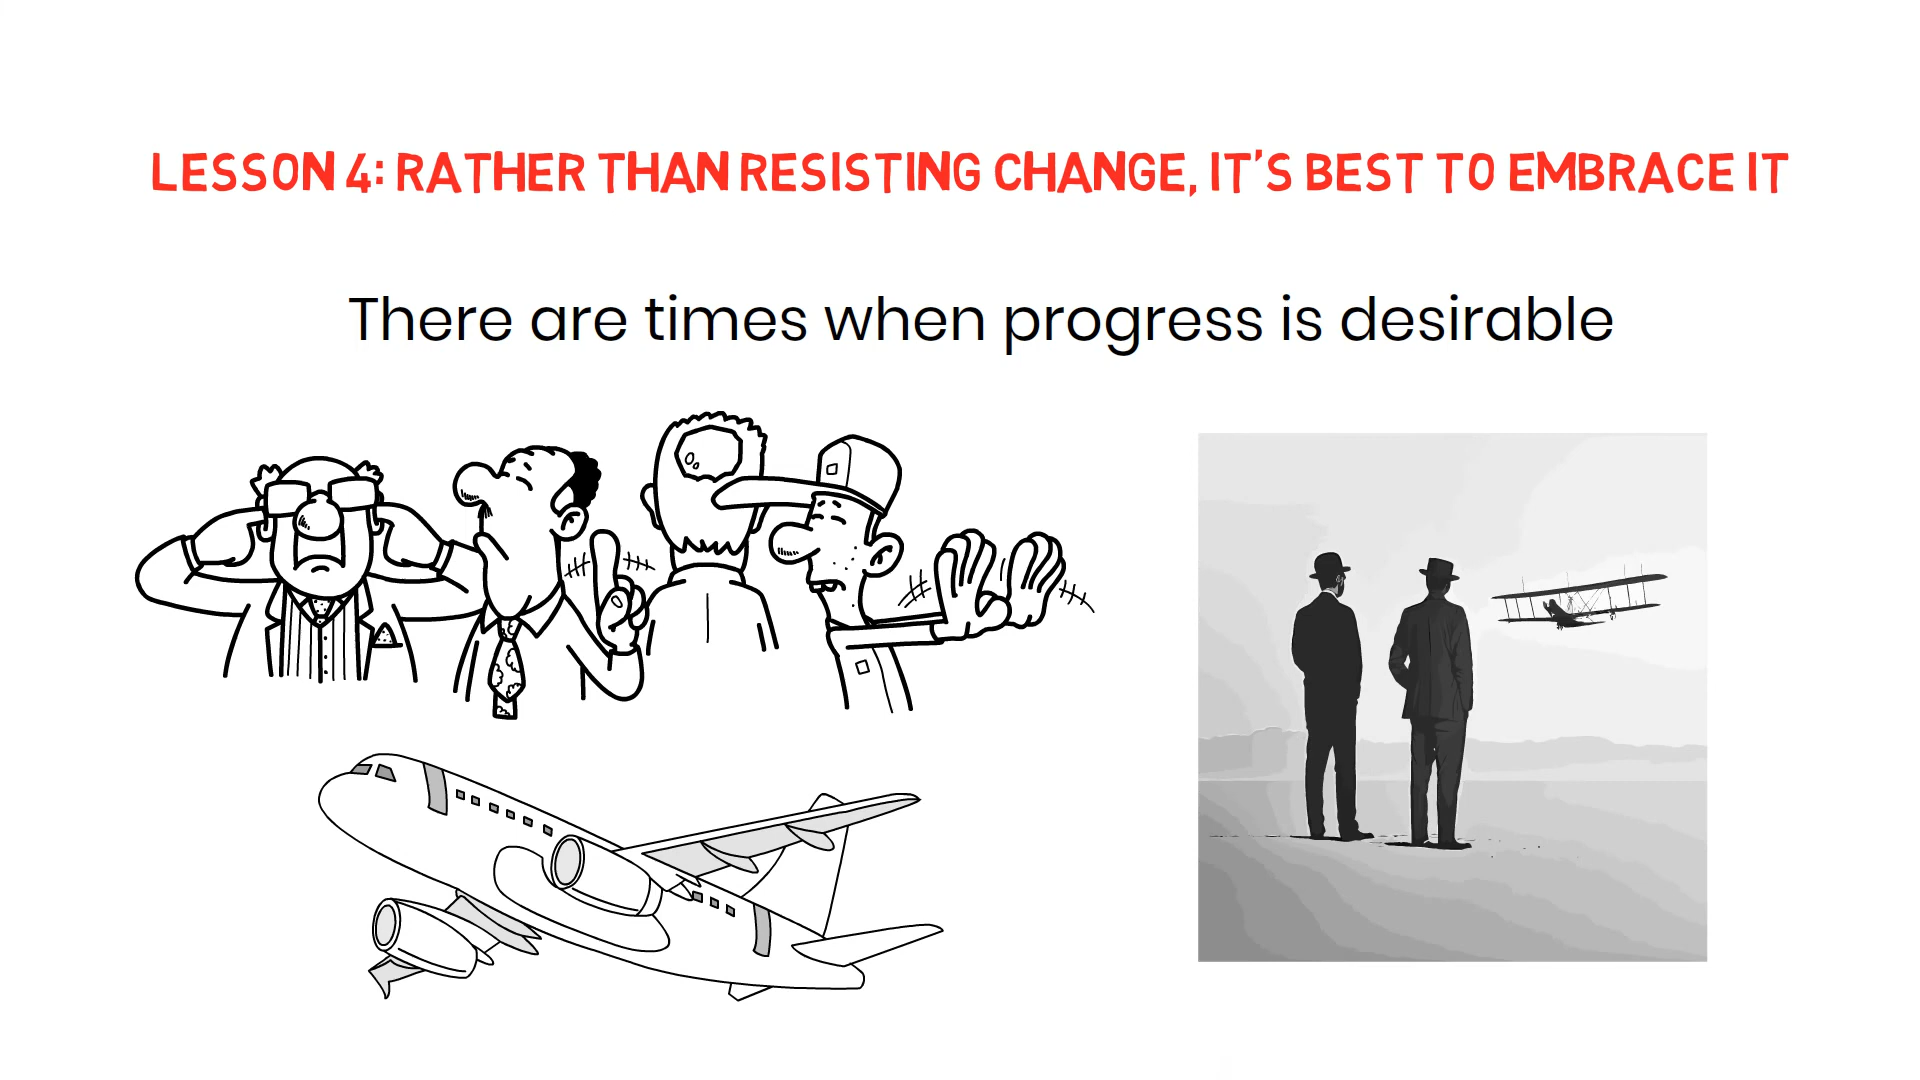 LESSON 4: RATHER THAN RESISTING CHANGE, IT'S BEST TO EMBRACE IT
There are times when progress is desirable